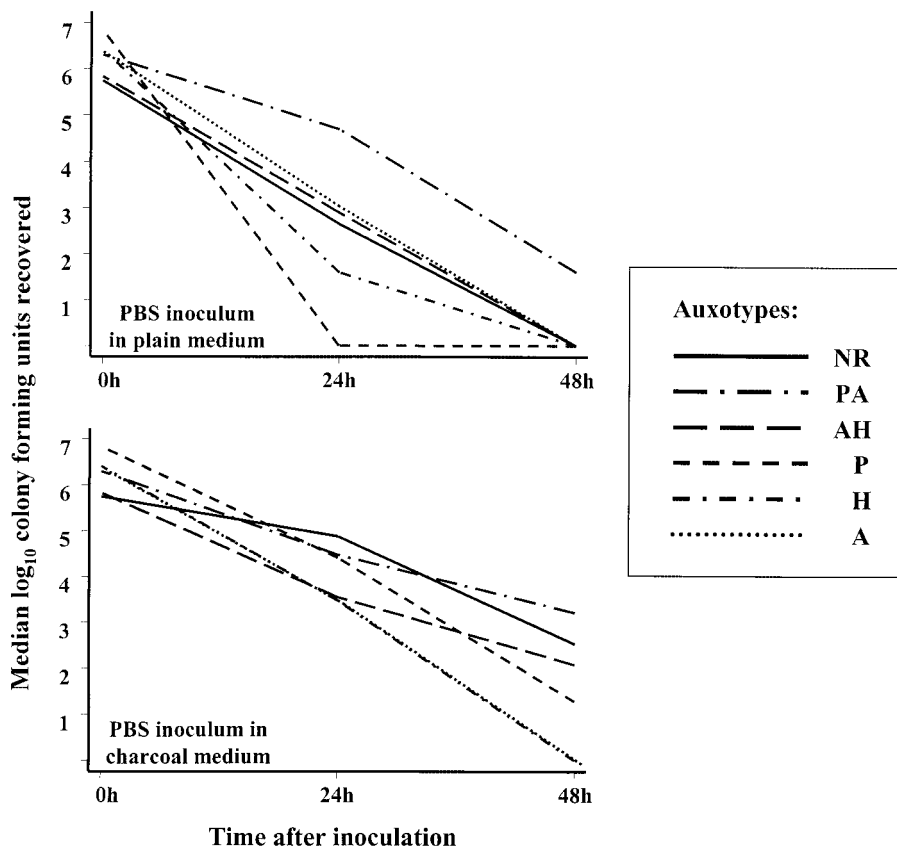 Median log10 colony forming units recovered
7
6
5
4
3
2
1
PBS inoculum
in plain medium
0h
24h
48h
7
6
5
4
3
2
1
PBS inoculum in
charcoal medium
0h
24h
48h
Time after inoculation
Auxotypes:
NR
PA
AH
P
H
A